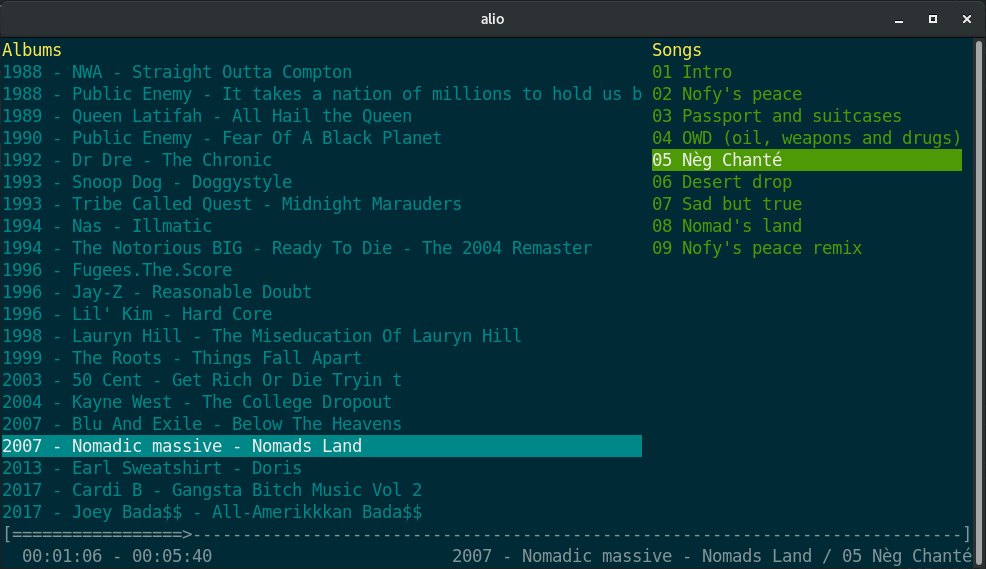 alio
Albums
1988 - NWA - Straight Outta Compton
1988 - Public Enemy - It takes a nation of millions to hold us b
1989 - Queen Latifah - All Hail the Queen
1990 - Public Enemy - Fear Of A Black Planet
1992 - Dr Dre - The Chronic
1993 - Snoop Dog - Doggystyle
1993 - Tribe Called Quest - Midnight Marauders
1994 - Nas - Illmatic
1994 - The Notorious BIG - Ready To Die - The 2004 Remaster
1996 - Fugees.The.Score
1996 - Jay-Z - Reasonable Doubt
1996 - Lil' Kim - Hard Core
1998 - Lauryn Hill - The Miseducation Of Lauryn Hill
1999 - The Roots - Things Fall Apart
2003 - 50 Cent - Get Rich Or Die Tryin t
2004 - Kayne West - The College Dropout
2007 - Blu And Exile - Below The Heavens
2007 - Nomadic massive - Nomads Land
2013 - Earl Sweatshirt - Doris
2017 - Cardi B - Gangsta Bitch Music Vol 2
2017 - Joey Bada$$ - All-Amerikkkan Bada$$
Songs
01 Intro
02 Nofy's peace
03 Passport and suitcases
04 OWD (oil, weapons and drugs)
05 Nèg Chanté
06 Desert drop
07 Sad but true
08 Nomad's land
09 Nofy's peace remix
[=================>-----------------------------------------------------------------------------]
00:01:06 - 00:05:40
2007 - Nomadic massive - Nomads Land / 05 Nèg Chanté